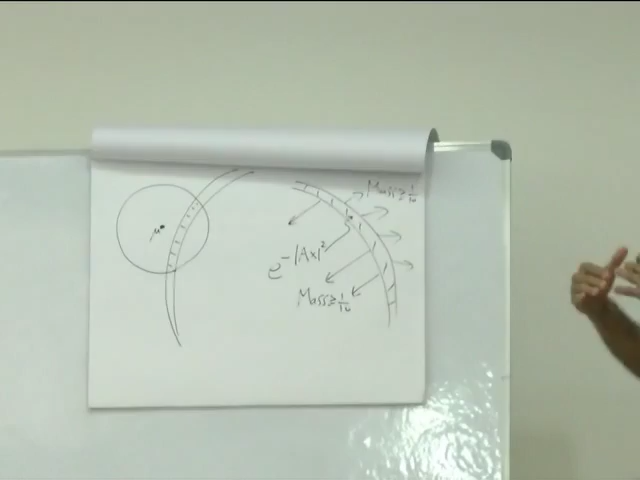 μ
Mass ≥ 1/10
e^{-|Ax|^2}
Mass ≥ 1/10